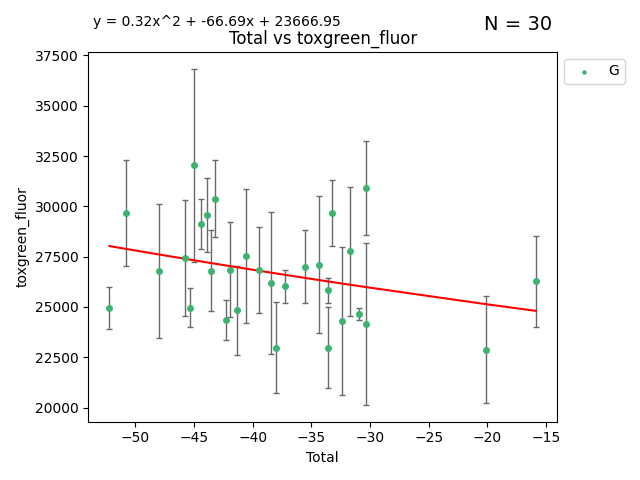 y = 0.32x^2 + -66.69x + 23666.95
N = 30
Total vs toxgreen_fluor
G
toxgreen_fluor
37500
35000
32500
30000
27500
25000
22500
20000
−50 −45 −40 −35 −30 −25 −20 −15
Total